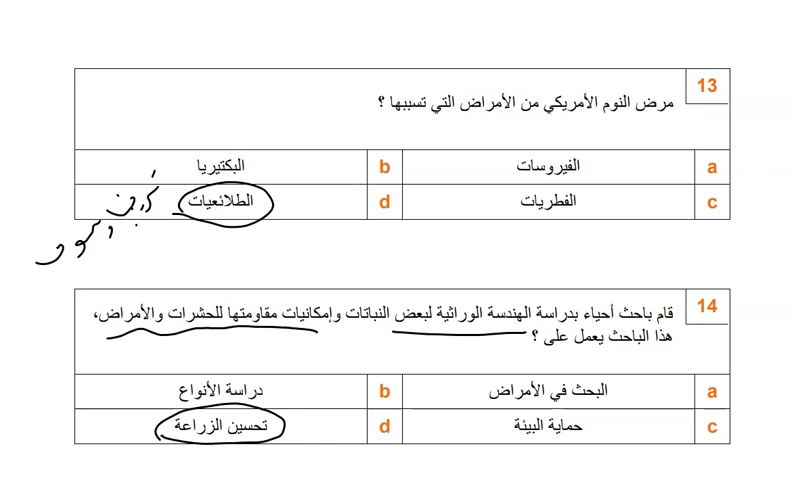 13
مرض النوم الأمريكي من الأمراض التي تسببها ؟
a الفيروسات b البكتيريا
c الفطريات d الطلائعيات
14
قام باحث أحياء بدراسة الهندسة الوراثية لبعض النباتات وإمكانيات مقاومتها للحشرات والأمراض،
هذا الباحث يعمل على ؟
a البحث في الأمراض b دراسة الأنواع
c حماية البيئة d تحسين الزراعة